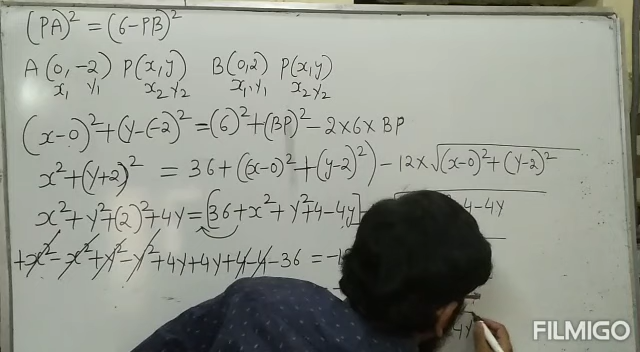 (PA)² = (6-PB)²
A (0, -2) P(x, y) B(0, 2) P(x, y)
x₁ y₁ x₂ y₂ x₁, y₁ x₂ y₂
(x-0)² + (y-(-2)² = (6)² + (BP)² - 2×6× BP
x² + (y+2)² = 36 + ((x-0)² + (y-2)²) - 12×√(x-0)² + (y-2)²
x² + y² + (2)² + 4y = [36 + x² + y² + 4 - 4y] 4 - 4y
+x² - x² + y² - y² + 4y + 4y + 4 - 4 - 36 =
4y
FILMIGO